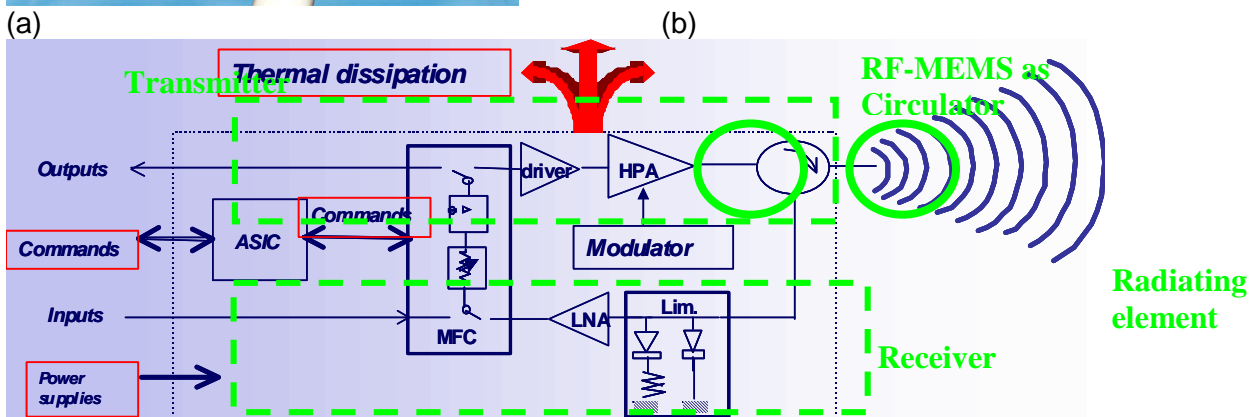 (a)
(b)
Thermal dissipation
Transmitter
RF-MEMS as
Circulator
Outputs
driver
HPA
Commands
ASIC
Commands
Modulator
Radiating
element
Inputs
LNA
Lim.
MFC
Receiver
Power
supplies